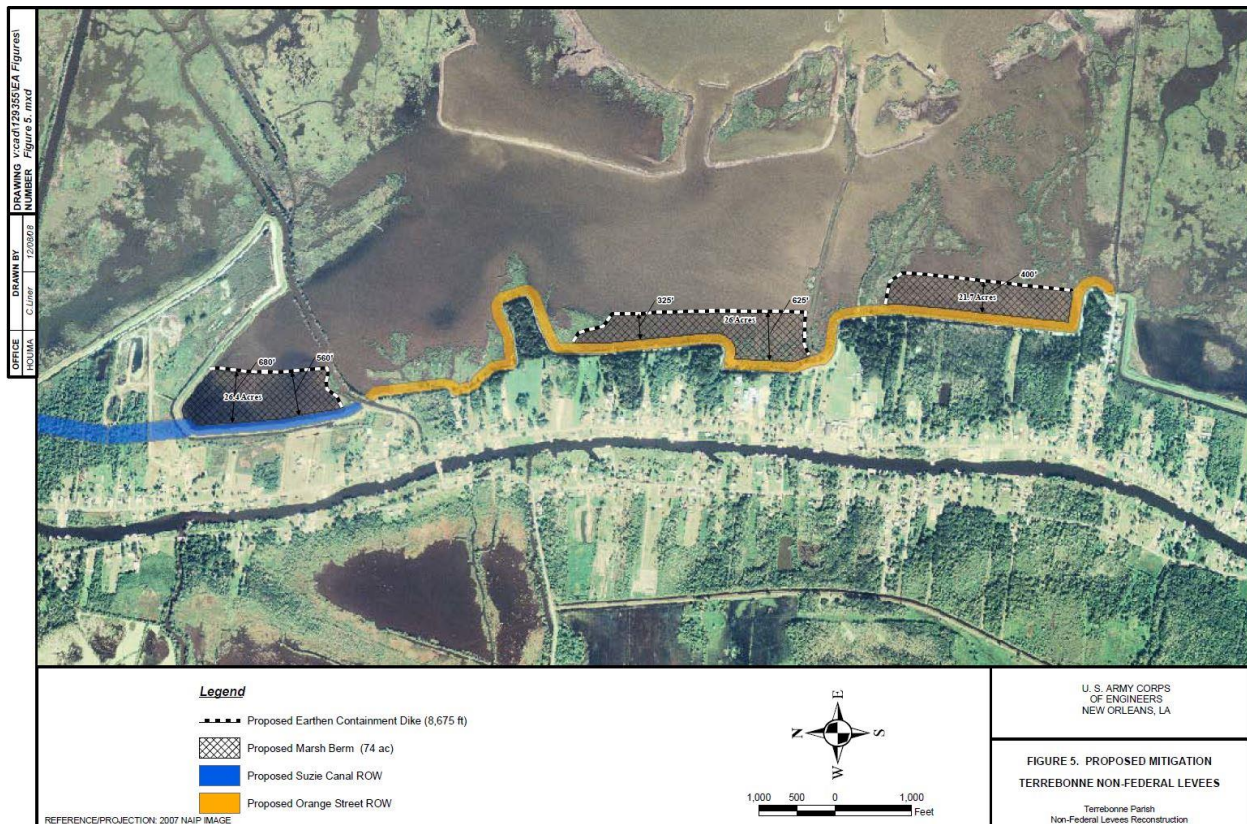 DRAWING
NUMBER
v:cad\129355\EA Figures\
Figure 5. mxd
DRAWN BY
C.Liner
12/08/08
OFFICE
HOUMA
680'
560'
26.4 Acres
325'
625'
26 Acres
400'
21.7 Acres
Legend
Proposed Earthen Containment Dike (8,675 ft)
Proposed Marsh Berm (74 ac)
Proposed Suzie Canal ROW
Proposed Orange Street ROW
REFERENCE/PROJECTION: 2007 NAIP IMAGE
N
E
S
W
1,000 500 0 1,000
Feet
U. S. ARMY CORPS
OF ENGINEERS
NEW ORLEANS, LA
FIGURE 5. PROPOSED MITIGATION
TERREBONNE NON-FEDERAL LEVEES
Terrebonne Parish
Non-Federal Levees Reconstruction